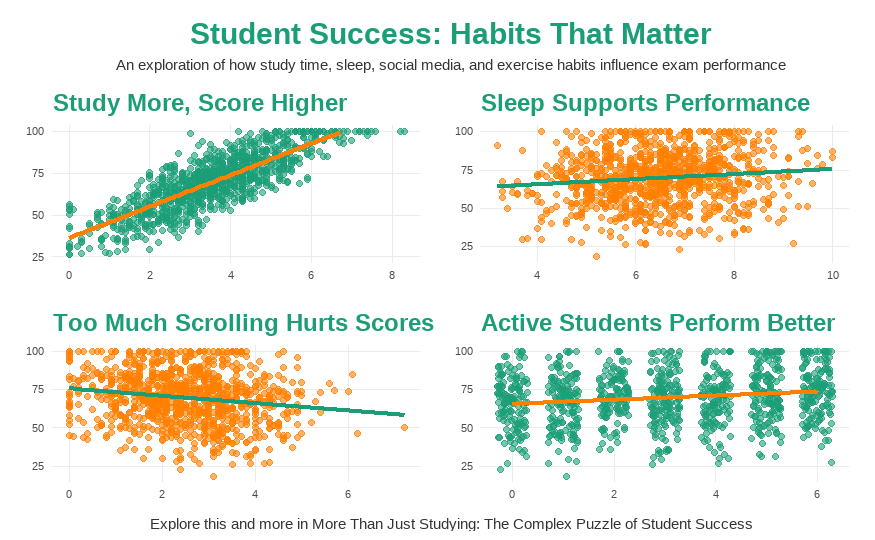 Student Success: Habits That Matter
An exploration of how study time, sleep, social media, and exercise habits influence exam performance
Study More, Score Higher
100
75
50
25
0 2 4 6 8
Sleep Supports Performance
100
75
50
25
4 6 8 10
Too Much Scrolling Hurts Scores
100
75
50
25
0 2 4 6
Active Students Perform Better
100
75
50
25
0 2 4 6
Explore this and more in More Than Just Studying: The Complex Puzzle of Student Success